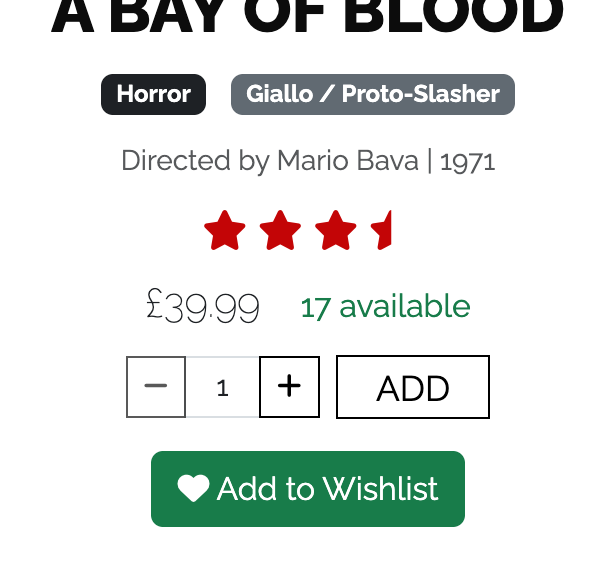 A BAY OF BLOOD
Horror Giallo / Proto-Slasher
Directed by Mario Bava | 1971
£39.99 17 available
− 1 + ADD
Add to Wishlist